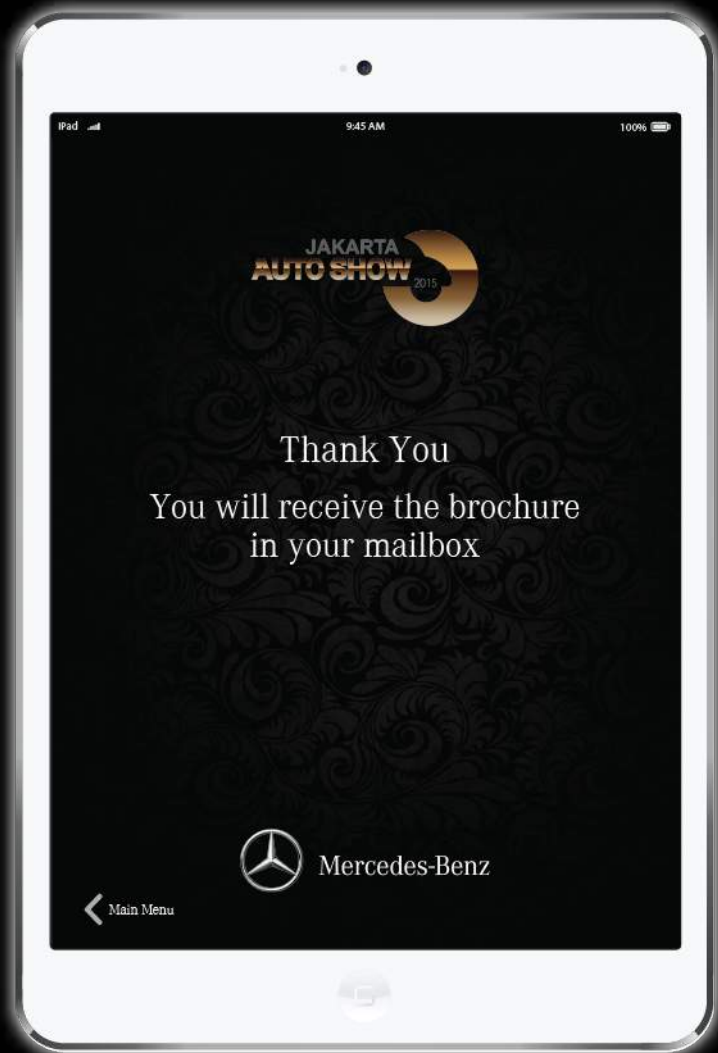 iPad
9:45 AM
100%
JAKARTA
AUTO SHOW
2015
Thank You
You will receive the brochure
in your mailbox
Mercedes-Benz
Main Menu